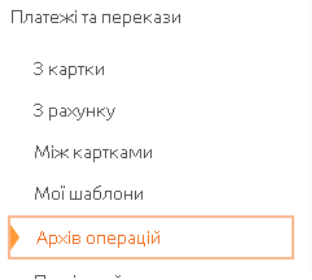 Платежі та перекази
З картки
З рахунку
Між картками
Мої шаблони
Архів операцій